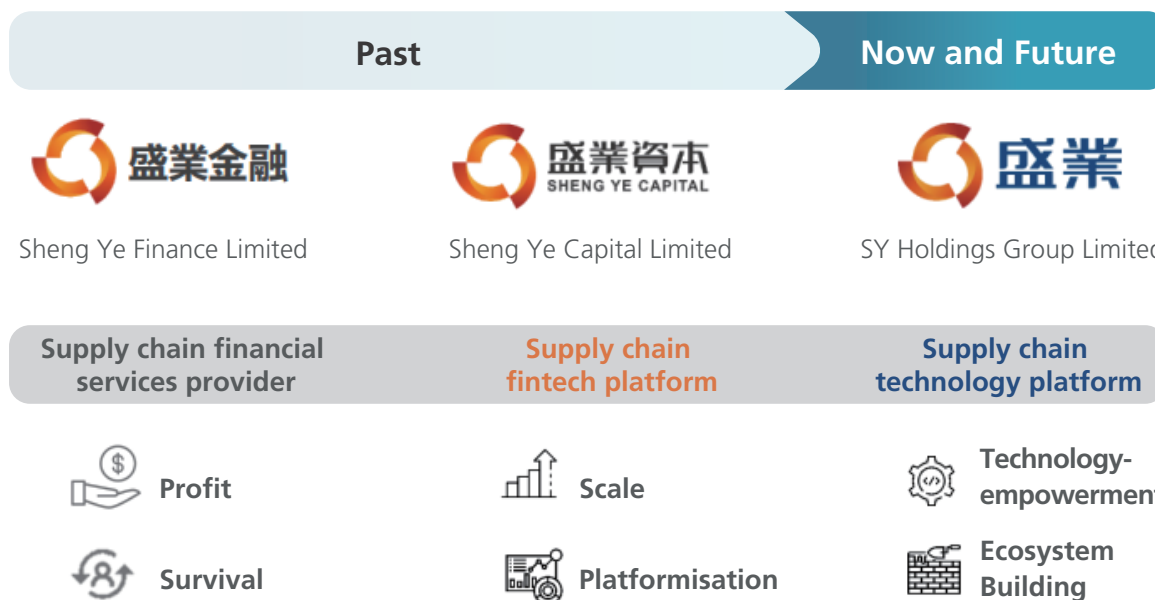 Past
Now and Future
盛業金融
盛業資本
SHENG YE CAPITAL
盛業
Sheng Ye Finance Limited
Sheng Ye Capital Limited
SY Holdings Group Limited
Supply chain financial
services provider
Supply chain
fintech platform
Supply chain
technology platform
$
Profit
Scale
</>
Technology-
empowerment
Survival
Platformisation
Ecosystem
Building